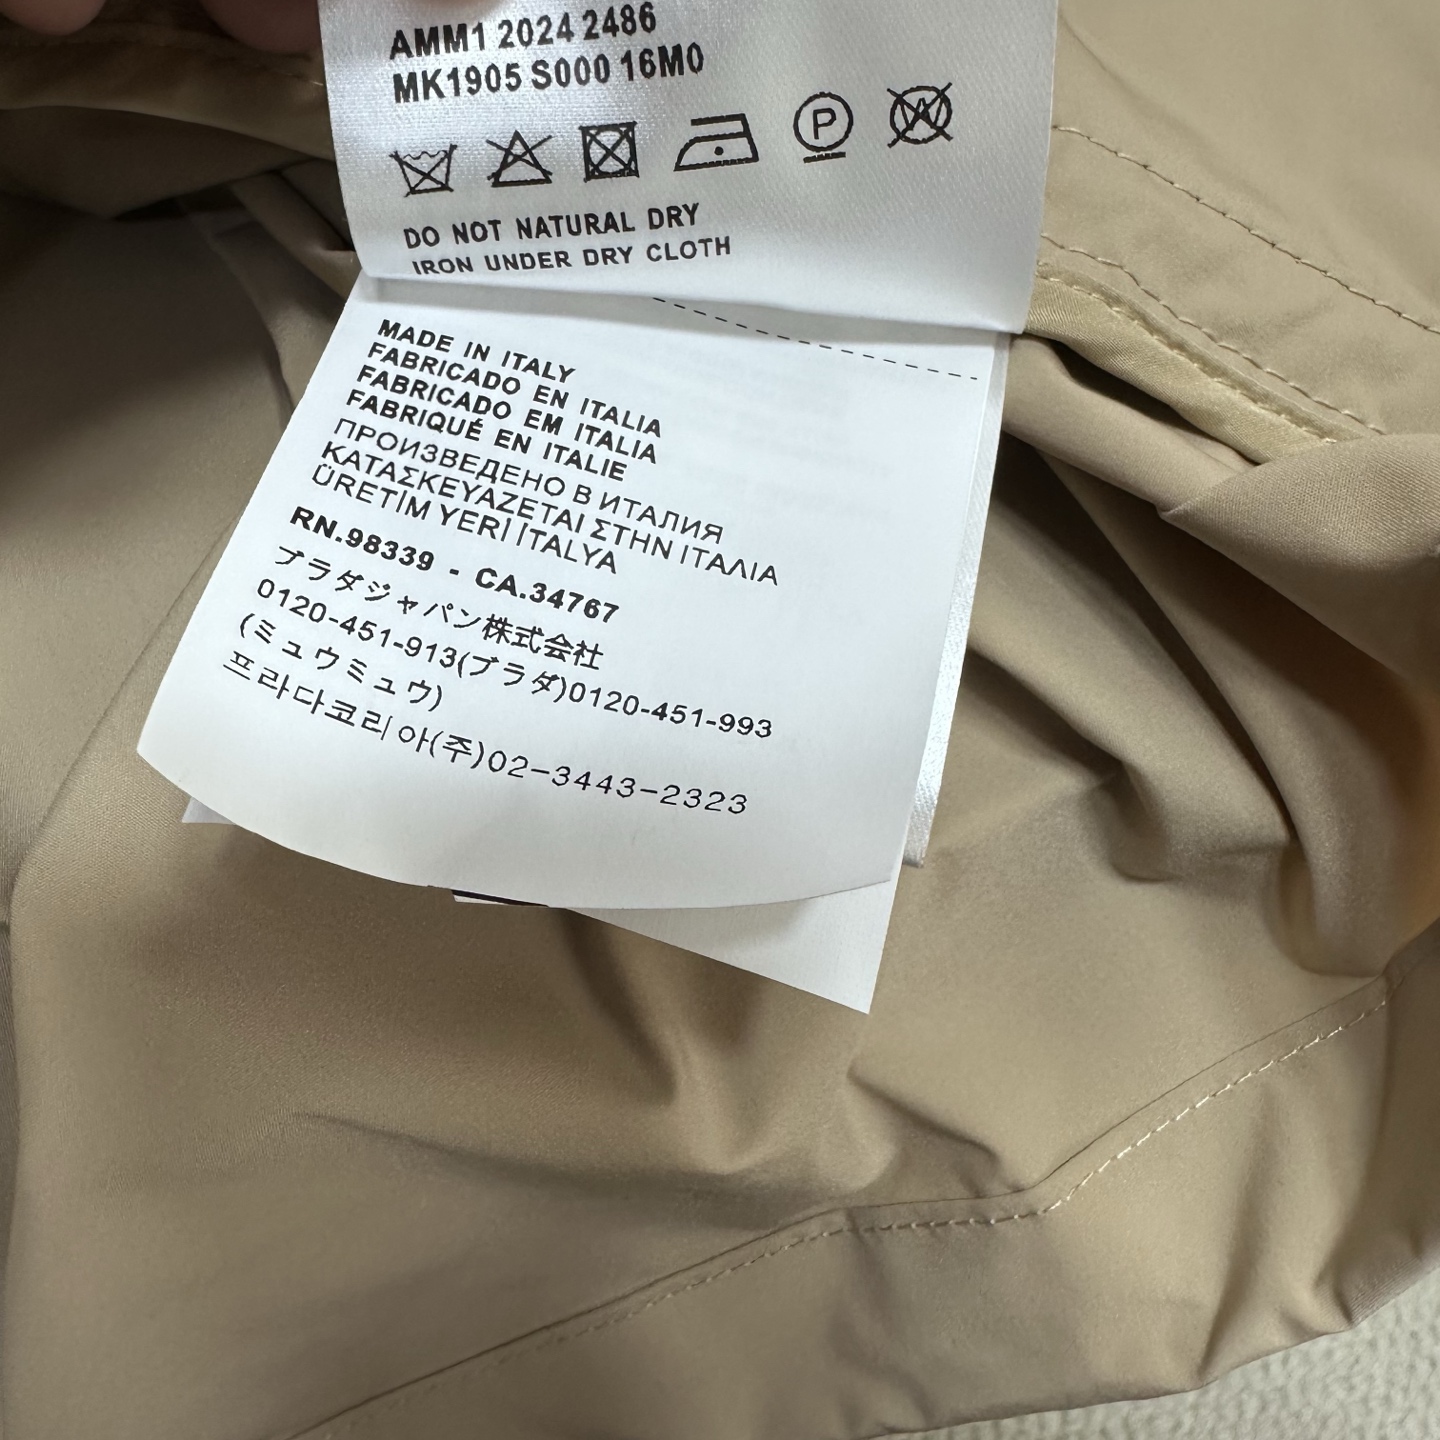 AMM1 2024 2486
MK1905 S000 16M0
P
W
DO NOT NATURAL DRY
IRON UNDER DRY CLOTH
MADE IN ITALY
FABRICADO EN ITALIA
FABRICADO EM ITALIA
FABRIQUÉ EN ITALIE
ПРОИЗВЕДЕНО В ИТАЛИЯ
ΚΑΤΑΣΚΕΥΑΖΕΤΑΙ ΣΤΗΝ ΙΤΑΛΙΑ
ÜRETİM YERİ İTALYA
RN.98339 - CA.34767
プラダジャパン株式会社
0120-451-913(プラダ)0120-451-993
(ミュウミュウ)
프라다코리아(주)02-3443-2323